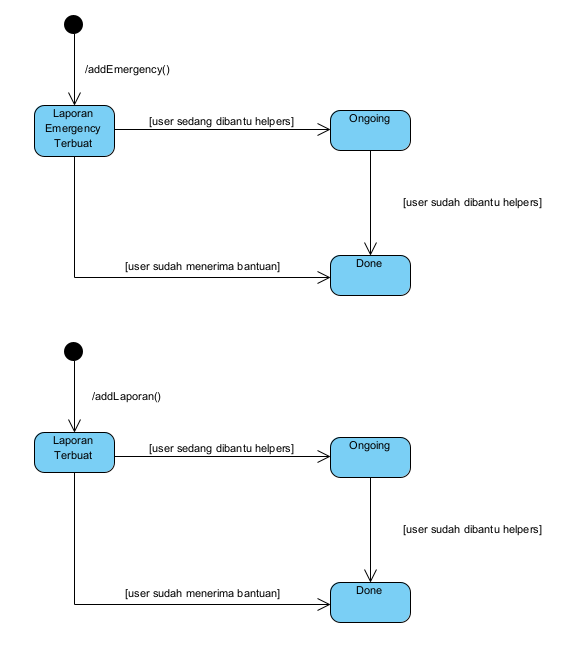 /addEmergency()
Laporan
Emergency
Terbuat
[user sedang dibantu helpers]
Ongoing
[user sudah dibantu helpers]
[user sudah menerima bantuan]
Done
/addLaporan()
Laporan
Terbuat
[user sedang dibantu helpers]
Ongoing
[user sudah dibantu helpers]
[user sudah menerima bantuan]
Done